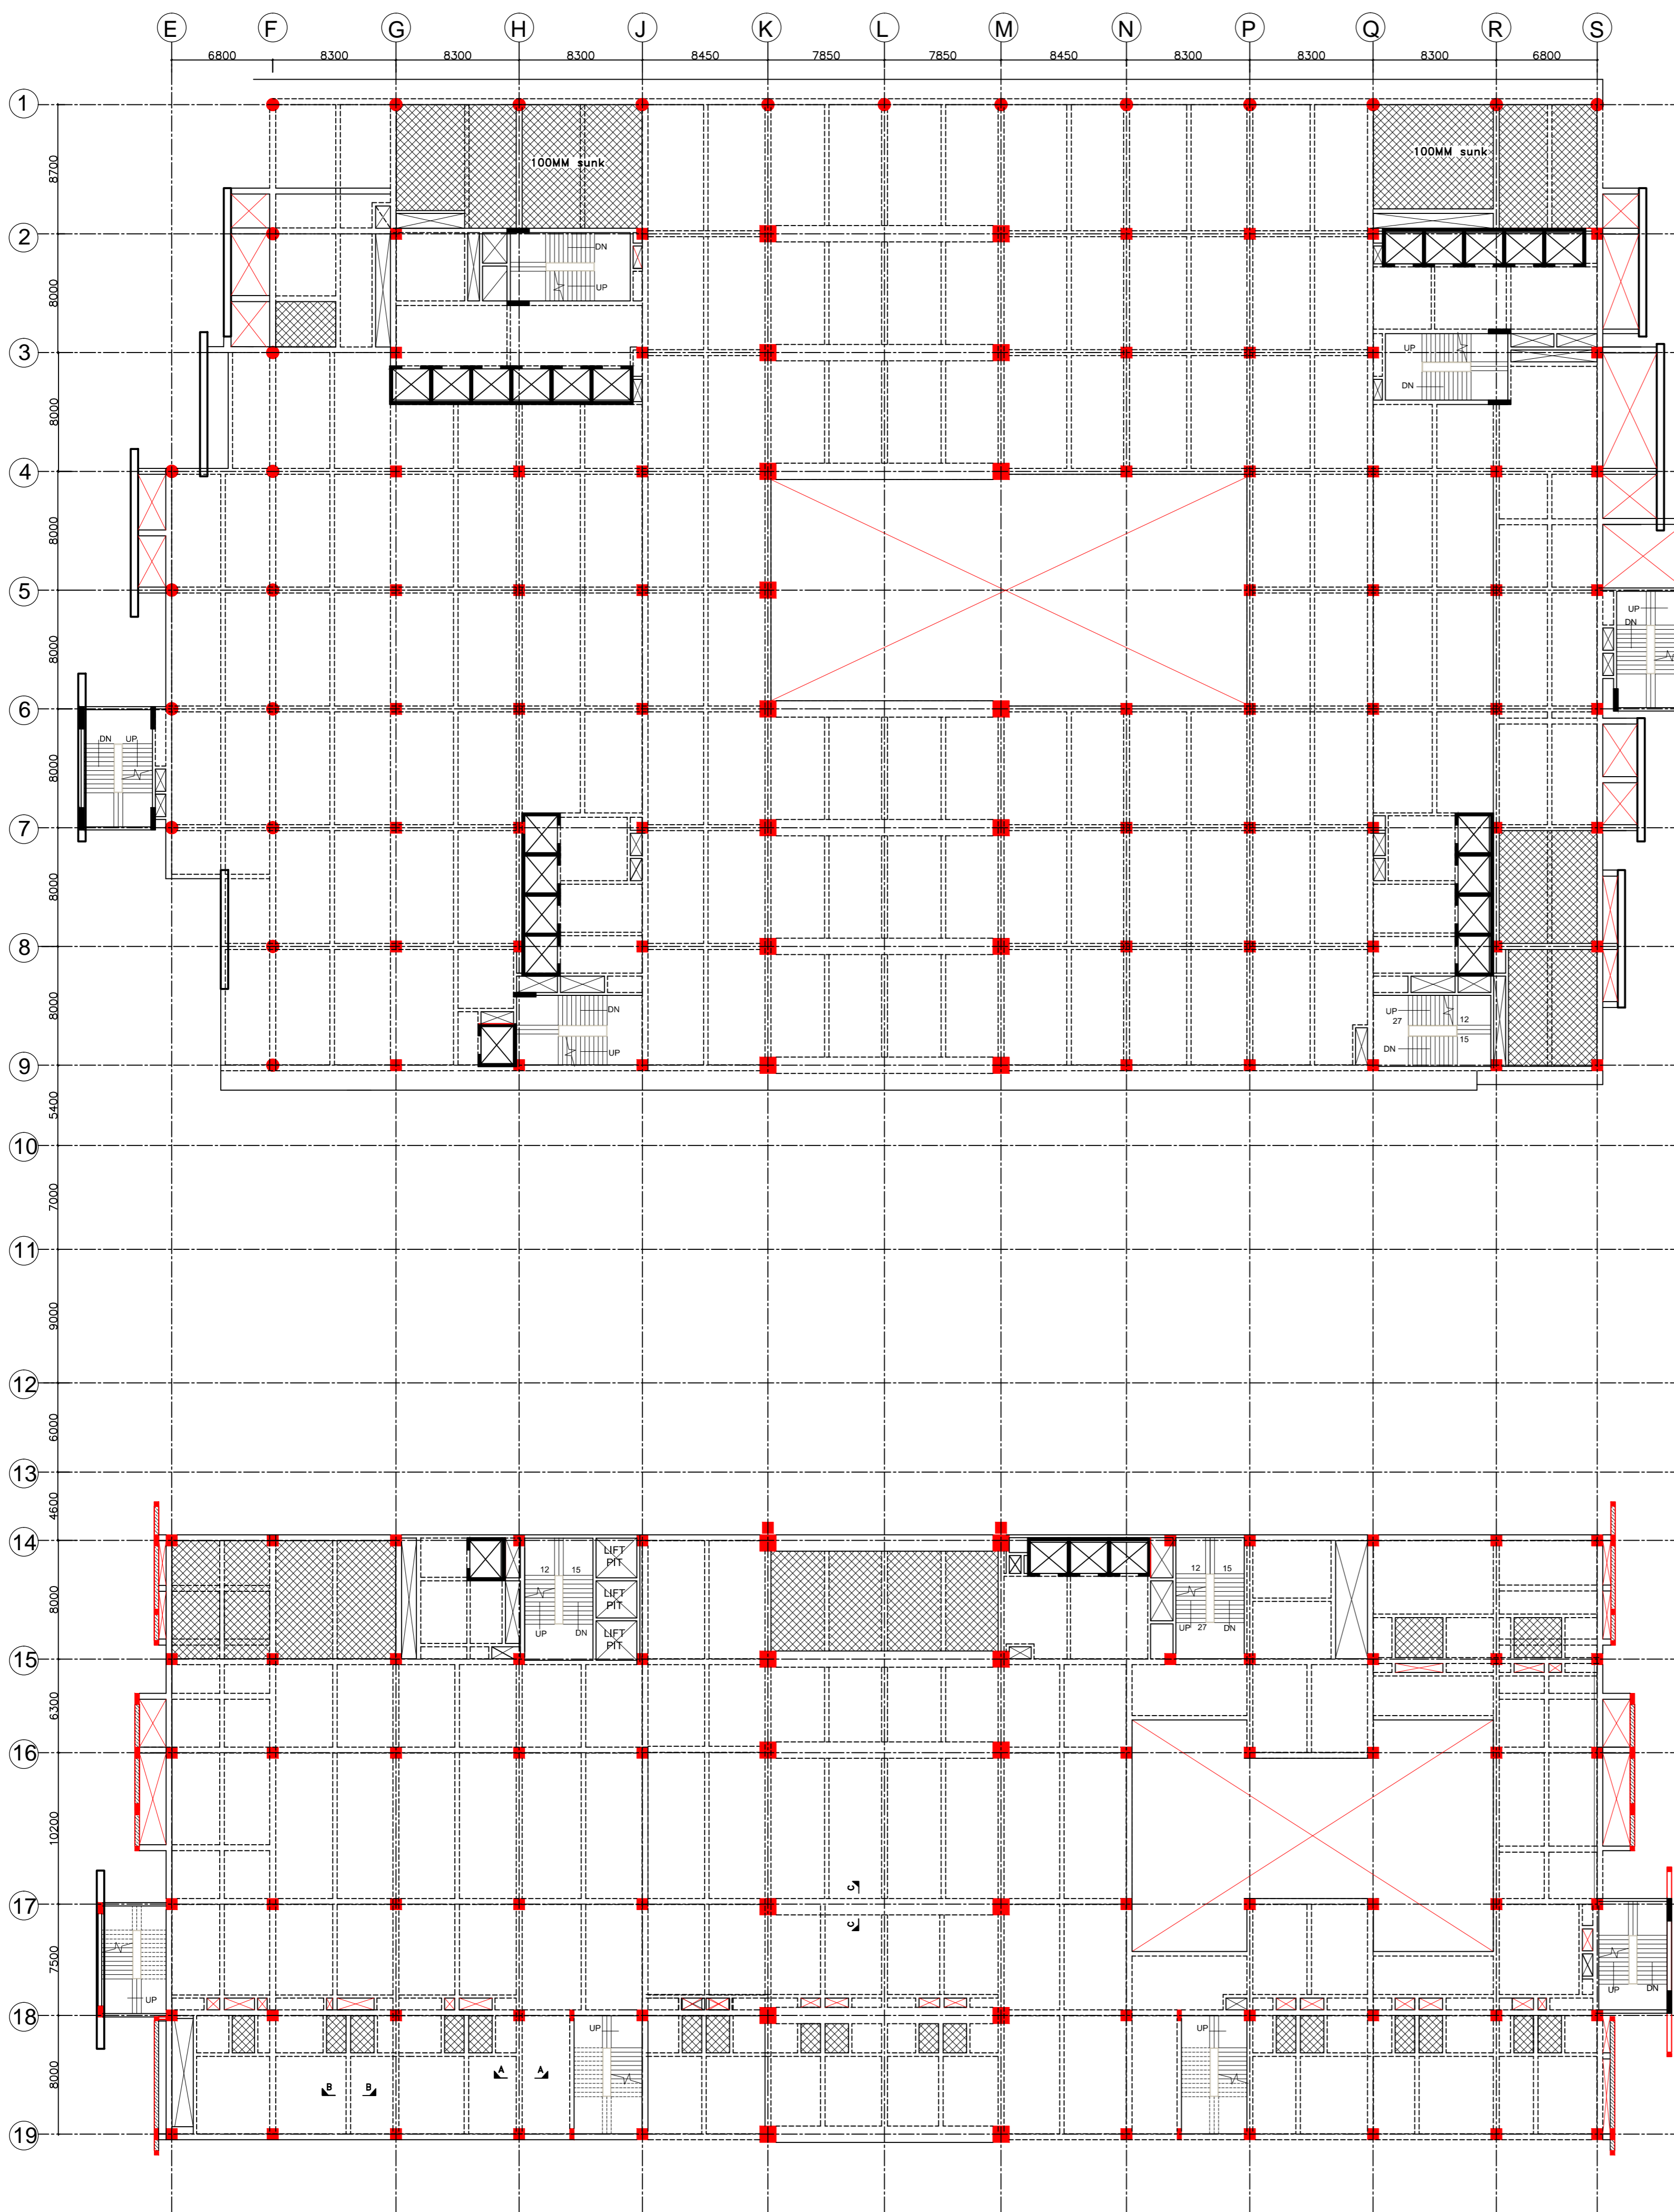 E F G H J K L M N P Q R S
6800 8300 8300 8300 8450 7850 7850 8450 8300 8300 8300 6800
1
8700
100MM sunk 100MM sunk
2
DN
8000
UP
UP
3
DN
8000
4
8000
5
UP
DN
8000
6
DN UP
8000
7
8000
8
8000
DN
UP 27 12
15
DN
UP
9
5400
10
7000
11
9000
12
6000
13
4600
14
LIFT PIT
12 15
12 15
LIFT PIT
8000
UP DN
UP 27 DN
LIFT PIT
15
6300
16
10200
C
17
C
7500
UP DN
UP
18
UP UP
A A
8000
B B
19